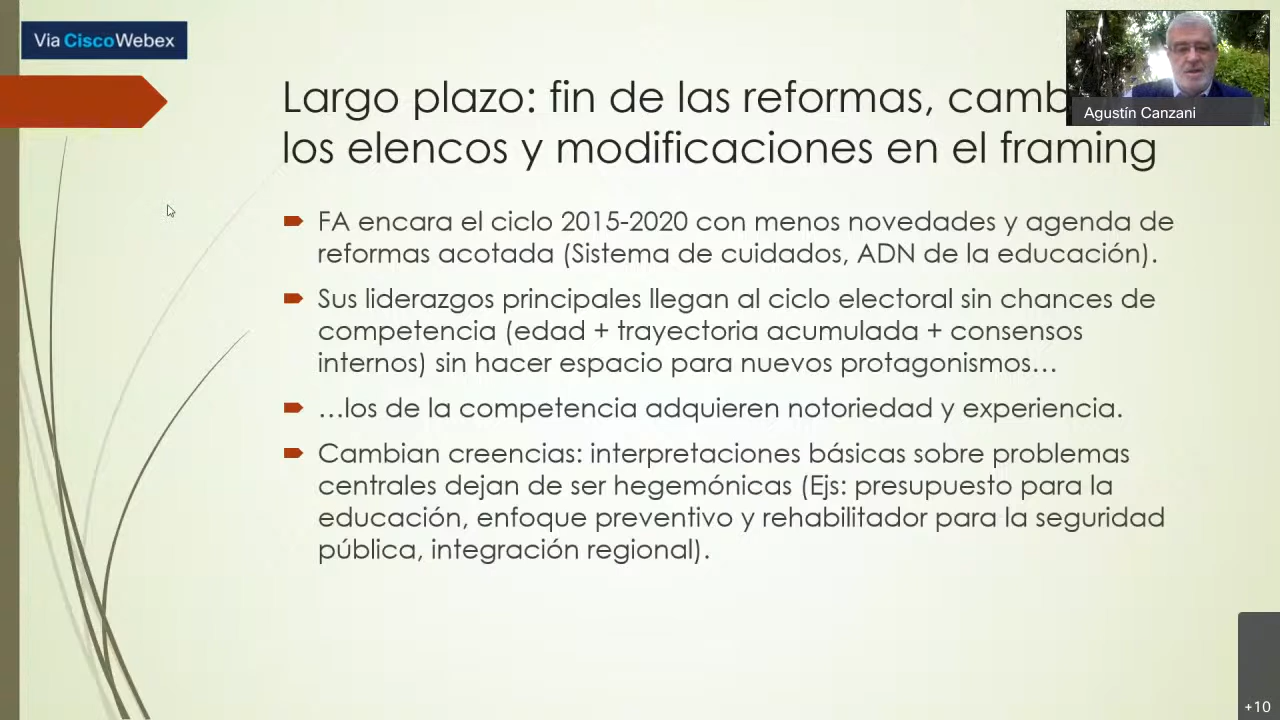 Via CiscoWebex
Agustín Canzani
Largo plazo: fin de las reformas,
los elencos y modificaciones en el framing
FA encara el ciclo 2015-2020 con menos novedades y agenda de
reformas acotada (Sistema de cuidados, ADN de la educación).
Sus liderazgos principales llegan al ciclo electoral sin chances de
competencia (edad + trayectoria acumulada + consensos
internos) sin hacer espacio para nuevos protagonismos…
…los de la competencia adquieren notoriedad y experiencia.
Cambian creencias: interpretaciones básicas sobre problemas
centrales dejan de ser hegemónicas (Ejs: presupuesto para la
educación, enfoque preventivo y rehabilitador para la seguridad
pública, integración regional).
+10